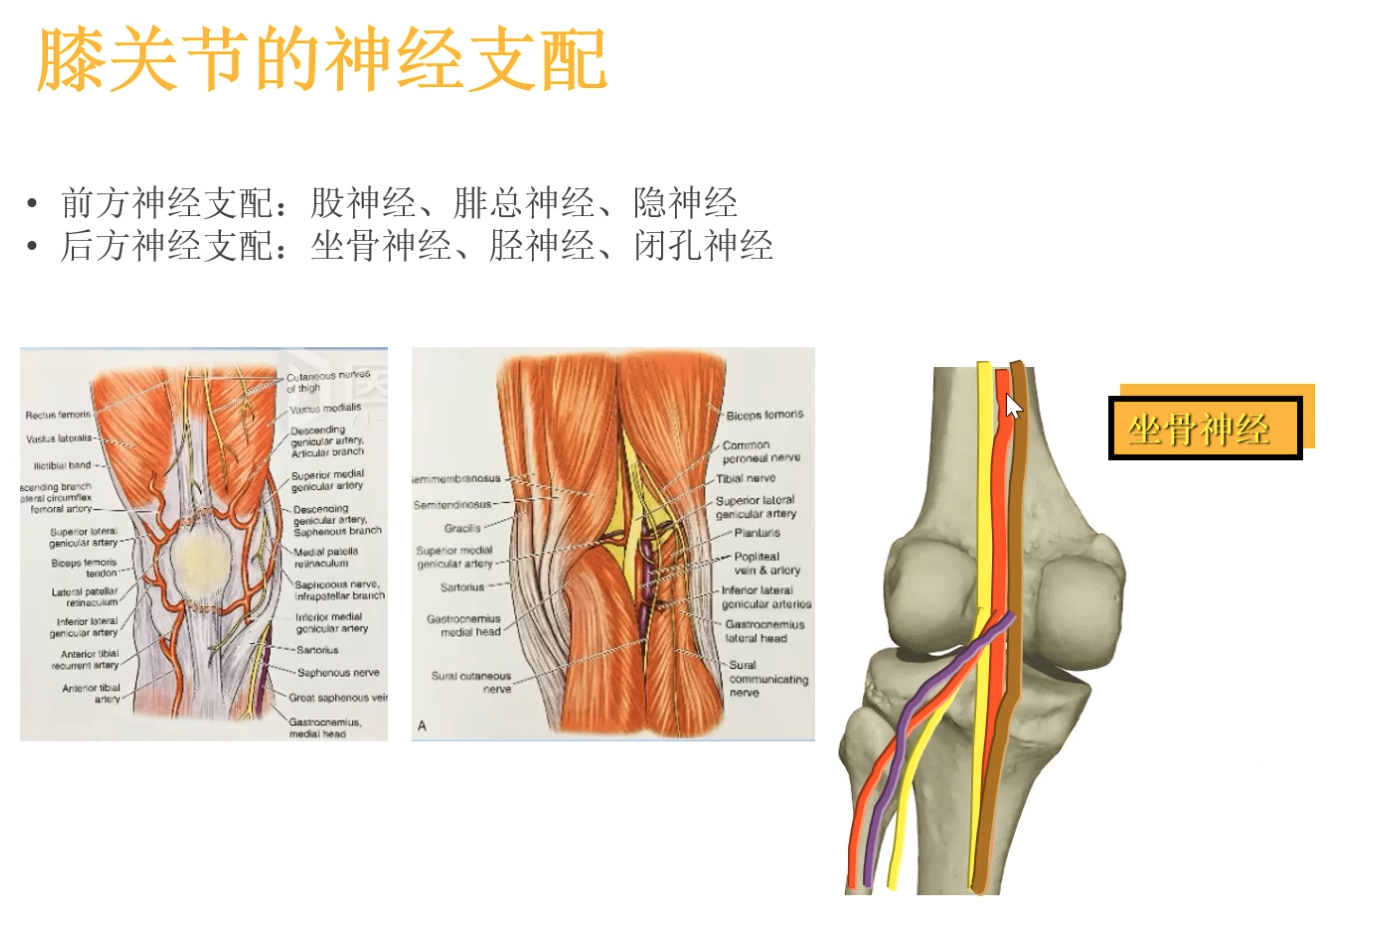 膝关节的神经支配
• 前方神经支配：股神经、腓总神经、隐神经
• 后方神经支配：坐骨神经、胫神经、闭孔神经
Cutaneous nerves
of thigh
Rectus femoris
Vastus medialis
Vastus lateralis
Descending
genicular artery,
Articular branch
Iliotibial band
Superior medial
genicular artery
scending branch
ateral circumflex
femoral artery
Descending
genicular artery,
Saphenous branch
Superior lateral
genicular artery
Medial patella
retinaculum
Biceps femoris
tendon
Saphenous nerve,
infrapatellar branch
Lateral patellar
retinaculum
Inferior medial
genicular artery
Inferior lateral
genicular artery
Sartorius
Anterior tibial
recurrent artery
Saphenous nerve
Anterior tibial
artery
Great saphenous vein
Gastrocnemius,
medial head
Biceps femoris
Common
peroneal nerve
emimembranosus
Tibial nerve
Semitendinosus
Superior lateral
genicular artery
Gracilis
Plantaris
Superior medial
genicular artery
Popliteal
vein & artery
Sartorius
Inferior lateral
genicular arteries
Gastrocnemius
medial head
Gastrocnemius
lateral head
Sural cutaneous
nerve
Sural
communicating
nerve
A
坐骨神经